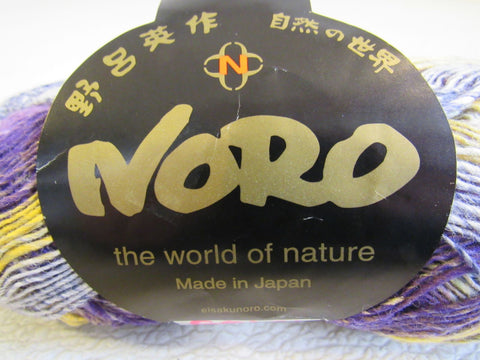 野呂英作 自然の世界
N
NORO
the world of nature
Made in Japan
eisakunoro.com